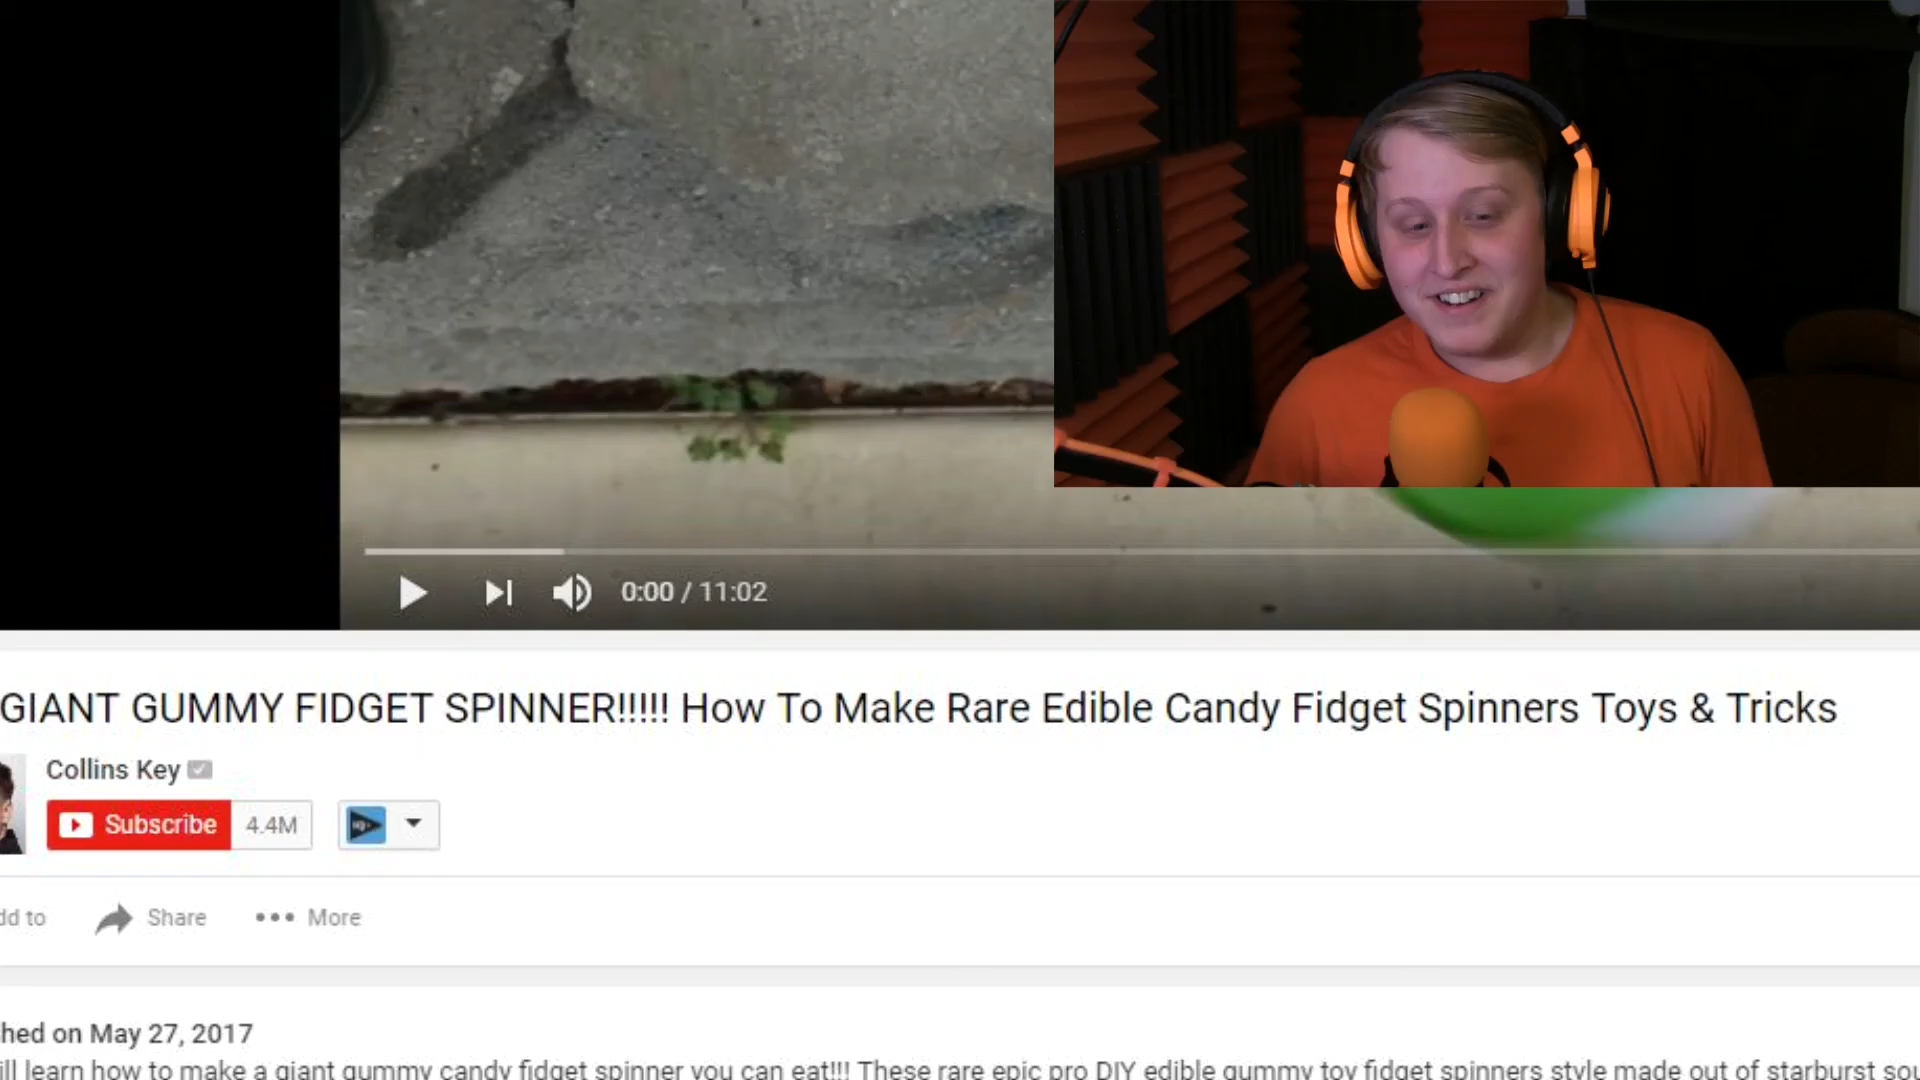 0:00 / 11:02
GIANT GUMMY FIDGET SPINNER!!!!! How To Make Rare Edible Candy Fidget Spinners Toys & Tricks
Collins Key
Subscribe 4.4M
dd to Share More
hed on May 27, 2017
ill learn how to make a giant gummy candy fidget spinner you can eat!!! These rare epic pro DIY edible gummy toy fidget spinners style made out of starburst sou